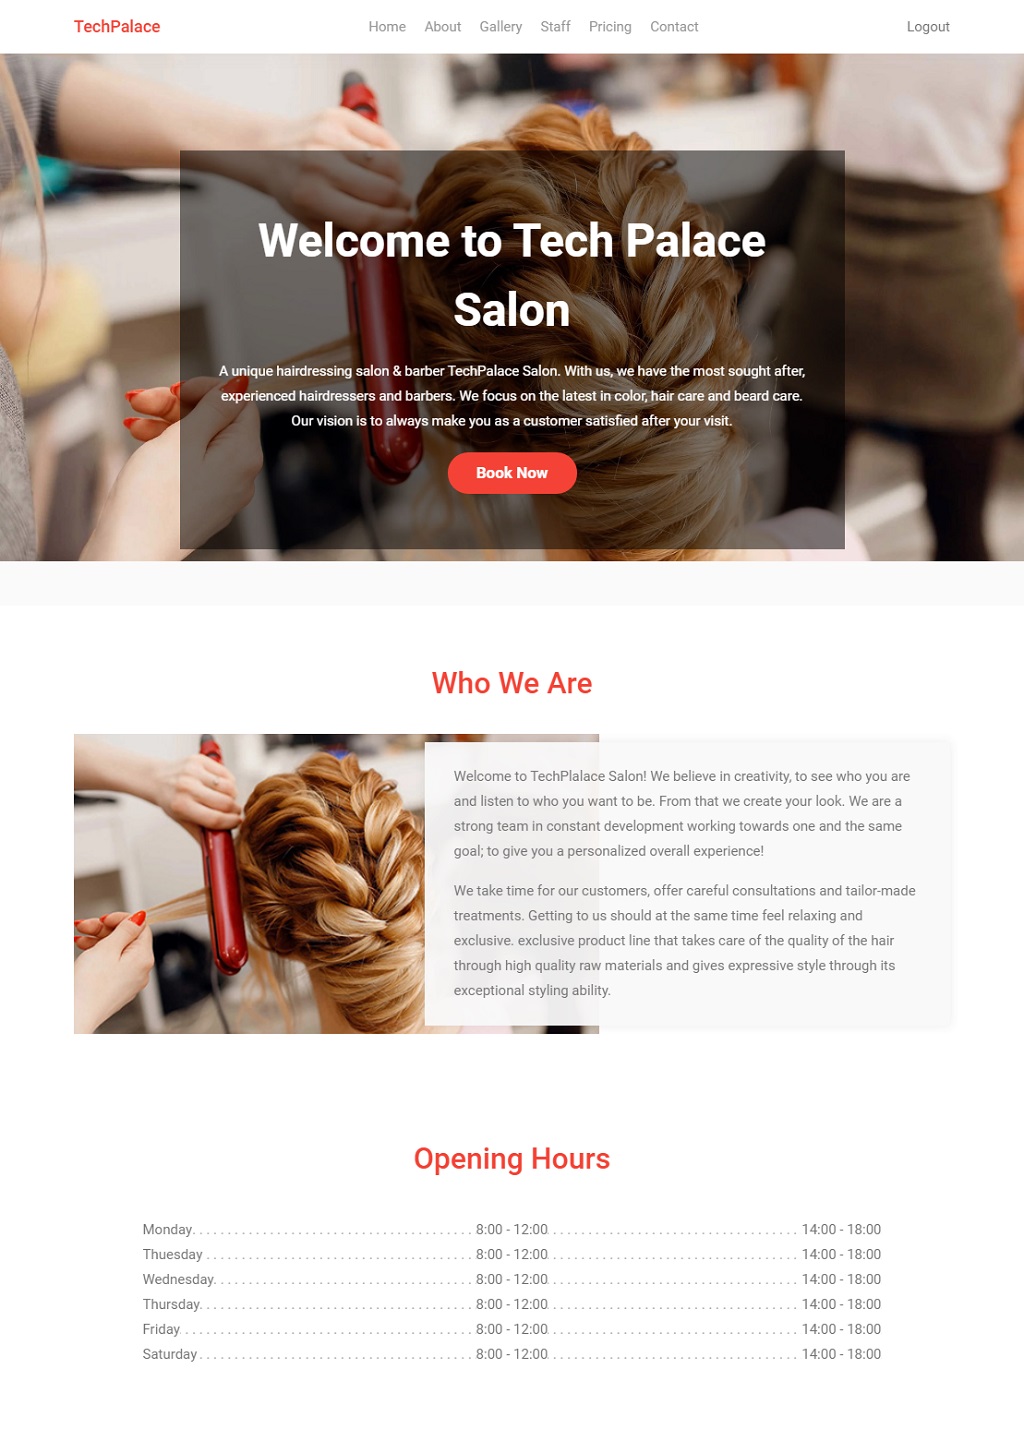 TechPalace Home About Gallery Staff Pricing Contact Logout
Welcome to Tech Palace
Salon
A unique hairdressing salon & barber TechPalace Salon. With us, we have the most sought after,
experienced hairdressers and barbers. We focus on the latest in color, hair care and beard care.
Our vision is to always make you as a customer satisfied after your visit.
Book Now
Who We Are
Welcome to TechPlalace Salon! We believe in creativity, to see who you are
and listen to who you want to be. From that we create your look. We are a
strong team in constant development working towards one and the same
goal; to give you a personalized overall experience!
We take time for our customers, offer careful consultations and tailor-made
treatments. Getting to us should at the same time feel relaxing and
exclusive. exclusive product line that takes care of the quality of the hair
through high quality raw materials and gives expressive style through its
exceptional styling ability.
Opening Hours
Monday 8:00 - 12:00 14:00 - 18:00
Thuesday 8:00 - 12:00 14:00 - 18:00
Wednesday 8:00 - 12:00 14:00 - 18:00
Thursday 8:00 - 12:00 14:00 - 18:00
Friday 8:00 - 12:00 14:00 - 18:00
Saturday 8:00 - 12:00 14:00 - 18:00